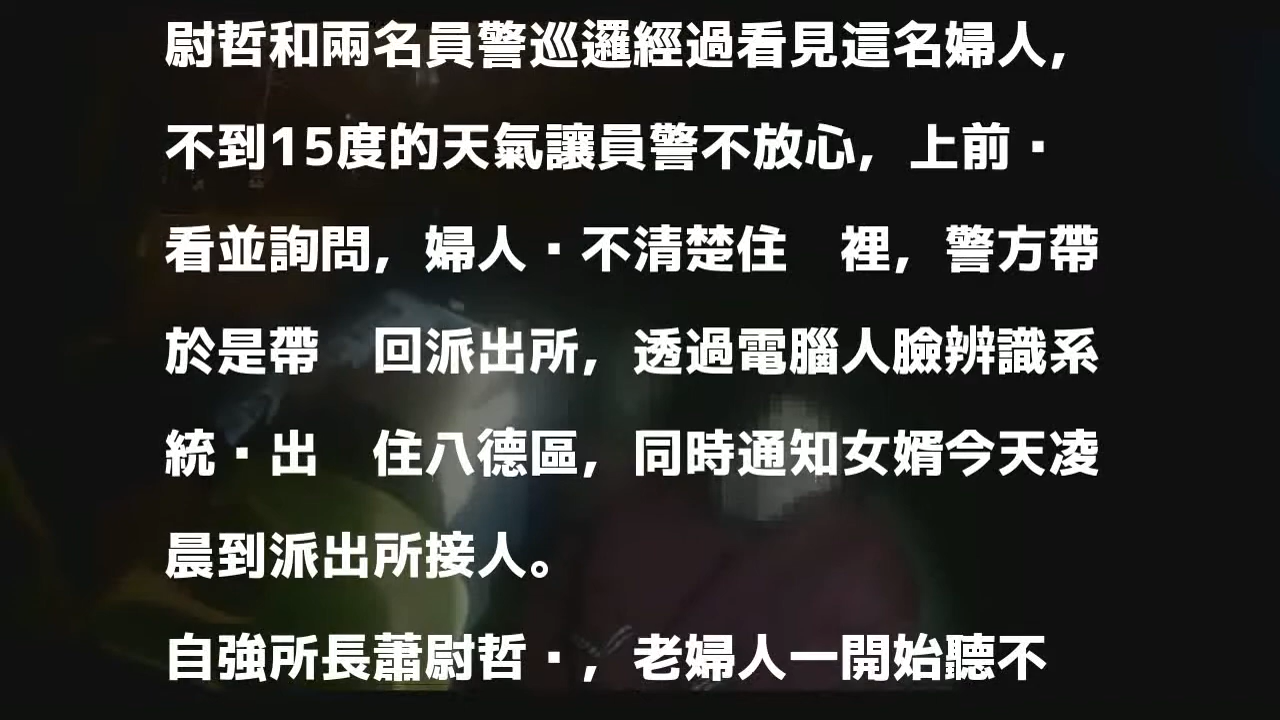 尉哲和兩名員警巡邏經過看見這名婦人，
不到15度的天氣讓員警不放心，上前·
看並詢問，婦人·不清楚住　裡，警方帶
於是帶　回派出所，透過電腦人臉辨識系
統·出　住八德區，同時通知女婿今天凌
晨到派出所接人。
自強所長蕭尉哲·，老婦人一開始聽不